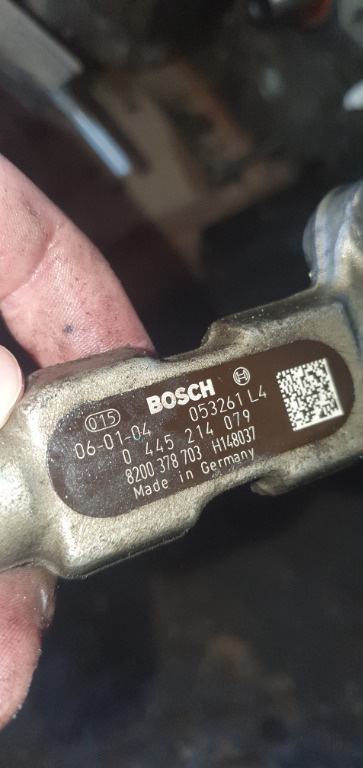 BOSCH
015
06-01-04 053261 L4
0 445 214 079
8200 378 703 H148037
Made in Germany